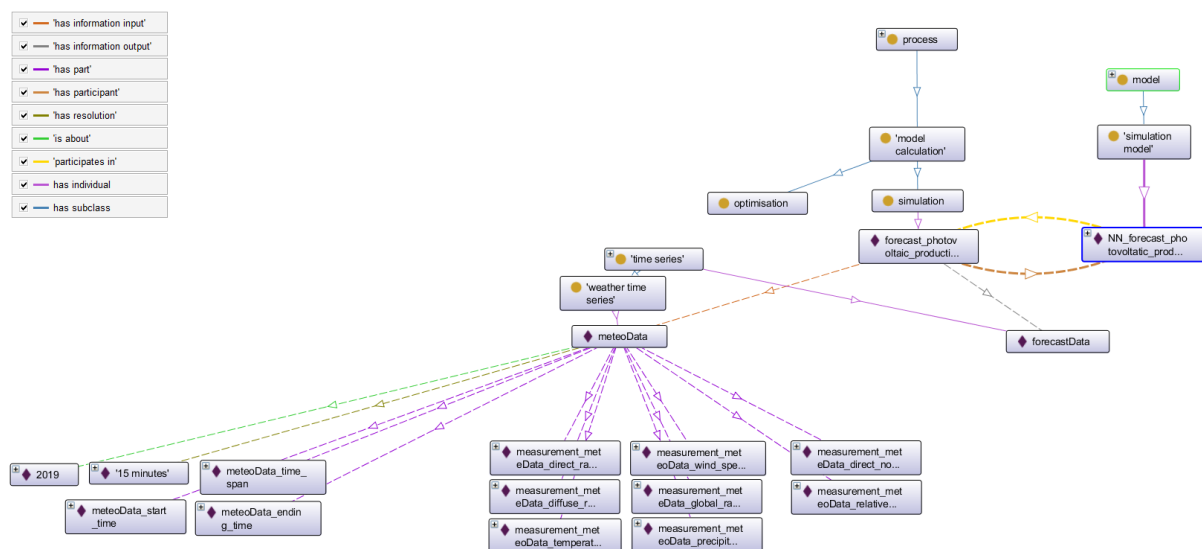 'has information input'
'has information output'
'has part'
'has participant'
'has resolution'
'is about'
'participates in'
has individual
has subclass
process
model
'model
calculation'
'simulation
model'
optimisation
simulation
forecast_photov
oltaic_producti...
NN_forecast_pho
tovoltatic_prod...
'time series'
'weather time
series'
meteoData
forecastData
2019
'15 minutes'
meteoData_time_
span
meteoData_start
_time
meteoData_endin
g_time
measurement_met
eData_direct_ra...
measurement_met
eoData_wind_spe...
measurement_met
eData_direct_no...
measurement_met
eData_diffuse_r...
measurement_met
eData_global_ra...
measurement_met
eoData_relative...
measurement_met
eoData_temperat...
measurement_met
eoData_precipit...